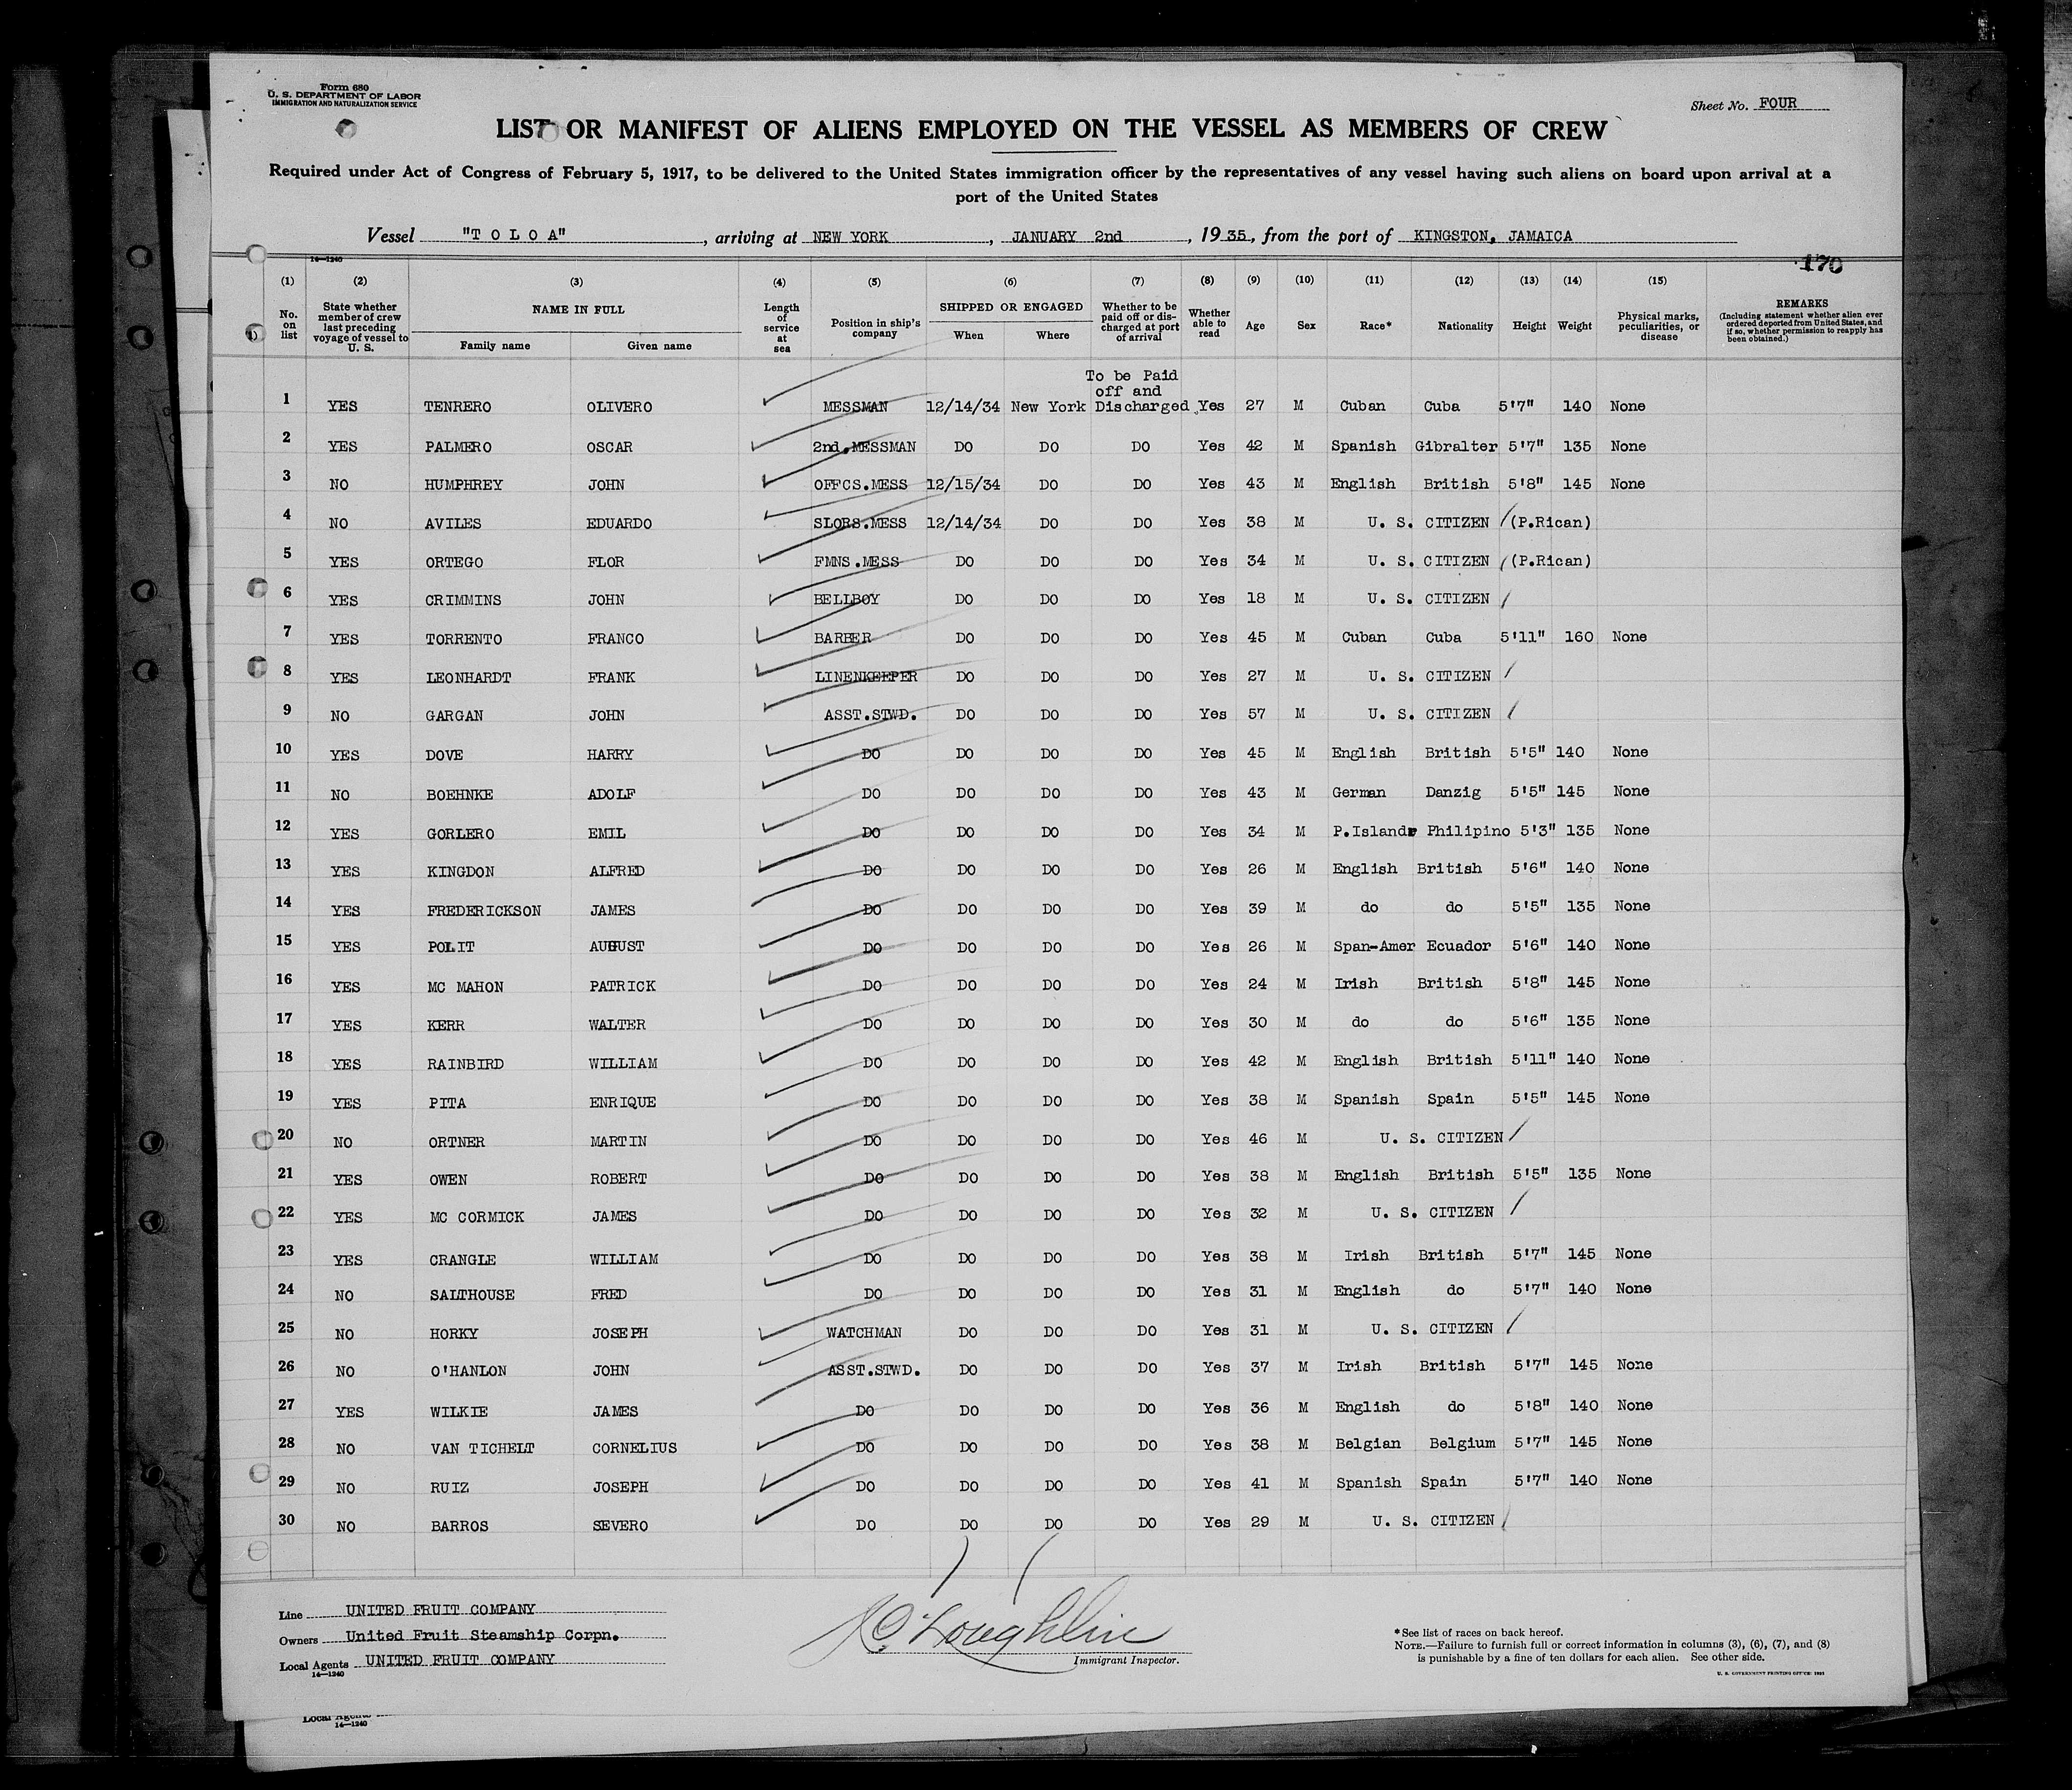 Form 680
U. S. DEPARTMENT OF LABOR
IMMIGRATION AND NATURALIZATION SERVICE
Sheet No. FOUR
LIST OR MANIFEST OF ALIENS EMPLOYED ON THE VESSEL AS MEMBERS OF CREW
Required under Act of Congress of February 5, 1917, to be delivered to the United States immigration officer by the representatives of any vessel having such aliens on board upon arrival at a
port of the United States
Vessel "T O L O A", arriving at NEW YORK, JANUARY 2nd, 1935, from the port of KINGSTON, JAMAICA
14—1240
170
(1) (2) (3) (4) (5) (6) (7) (8) (9) (10) (11) (12) (13) (14) (15)
No. on list State whether member of crew last preceding voyage of vessel to U. S. NAME IN FULL Family name Given name Length of service at sea Position in ship's company SHIPPED OR ENGAGED When Where Whether to be paid off or discharged at port of arrival Whether able to read Age Sex Race* Nationality Height Weight Physical marks, peculiarities, or disease REMARKS (Including statement whether alien ever ordered deported from United States, and if so, whether permission to reapply has been obtained.)
To be Paid
off and
1 YES TENRERO OLIVERO MESSMAN 12/14/34 New York Discharged Yes 27 M Cuban Cuba 5'7" 140 None
2 YES PALMERO OSCAR 2nd.MESSMAN DO DO DO Yes 42 M Spanish Gibralter 5'7" 135 None
3 NO HUMPHREY JOHN OFFCS.MESS 12/15/34 DO DO Yes 43 M English British 5'8" 145 None
4 NO AVILES EDUARDO SLORS.MESS 12/14/34 DO DO Yes 38 M U. S. CITIZEN (P.Rican)
5 YES ORTEGO FLOR FMNS.MESS DO DO DO Yes 34 M U. S. CITIZEN (P.Rican)
6 YES CRIMMINS JOHN BELLBOY DO DO DO Yes 18 M U. S. CITIZEN
7 YES TORRENTO FRANCO BARBER DO DO DO Yes 45 M Cuban Cuba 5'11" 160 None
8 YES LEONHARDT FRANK LINENKEEPER DO DO DO Yes 27 M U. S. CITIZEN
9 NO GARGAN JOHN ASST.STWD. DO DO DO Yes 57 M U. S. CITIZEN
10 YES DOVE HARRY DO DO DO DO Yes 45 M English British 5'5" 140 None
11 NO BOEHNKE ADOLF DO DO DO DO Yes 43 M German Danzig 5'5" 145 None
12 YES GORLERO EMIL DO DO DO DO Yes 34 M P.Islandr Philipino 5'3" 135 None
13 YES KINGDON ALFRED DO DO DO DO Yes 26 M English British 5'6" 140 None
14 YES FREDERICKSON JAMES DO DO DO DO Yes 39 M do do 5'5" 135 None
15 YES POLIT AUGUST DO DO DO DO Yes 26 M Span-Amer Ecuador 5'6" 140 None
16 YES MC MAHON PATRICK DO DO DO DO Yes 24 M Irish British 5'8" 145 None
17 YES KERR WALTER DO DO DO DO Yes 30 M do do 5'6" 135 None
18 YES RAINBIRD WILLIAM DO DO DO DO Yes 42 M English British 5'11" 140 None
19 YES PITA ENRIQUE DO DO DO DO Yes 38 M Spanish Spain 5'5" 145 None
20 NO ORTNER MARTIN DO DO DO DO Yes 46 M U. S. CITIZEN
21 YES OWEN ROBERT DO DO DO DO Yes 38 M English British 5'5" 135 None
22 YES MC CORMICK JAMES DO DO DO DO Yes 32 M U. S. CITIZEN
23 YES CRANGLE WILLIAM DO DO DO DO Yes 38 M Irish British 5'7" 145 None
24 NO SALTHOUSE FRED DO DO DO DO Yes 31 M English do 5'7" 140 None
25 NO HORKY JOSEPH WATCHMAN DO DO DO Yes 31 M U. S. CITIZEN
26 NO O'HANLON JOHN ASST.STWD. DO DO DO Yes 37 M Irish British 5'7" 145 None
27 YES WILKIE JAMES DO DO DO DO Yes 36 M English do 5'8" 140 None
28 NO VAN TICHELT CORNELIUS DO DO DO DO Yes 38 M Belgian Belgium 5'7" 145 None
29 NO RUIZ JOSEPH DO DO DO DO Yes 41 M Spanish Spain 5'7" 140 None
30 NO BARROS SEVERO DO DO DO DO Yes 29 M U. S. CITIZEN
Line UNITED FRUIT COMPANY
Owners United Fruit Steamship Corpn.
Local Agents UNITED FRUIT COMPANY
14—1240
Immigrant Inspector.
*See list of races on back hereof.
NOTE.—Failure to furnish full or correct information in columns (3), (6), (7), and (8)
is punishable by a fine of ten dollars for each alien. See other side.
U. S. GOVERNMENT PRINTING OFFICE: 1931
Local Agents
14—1240